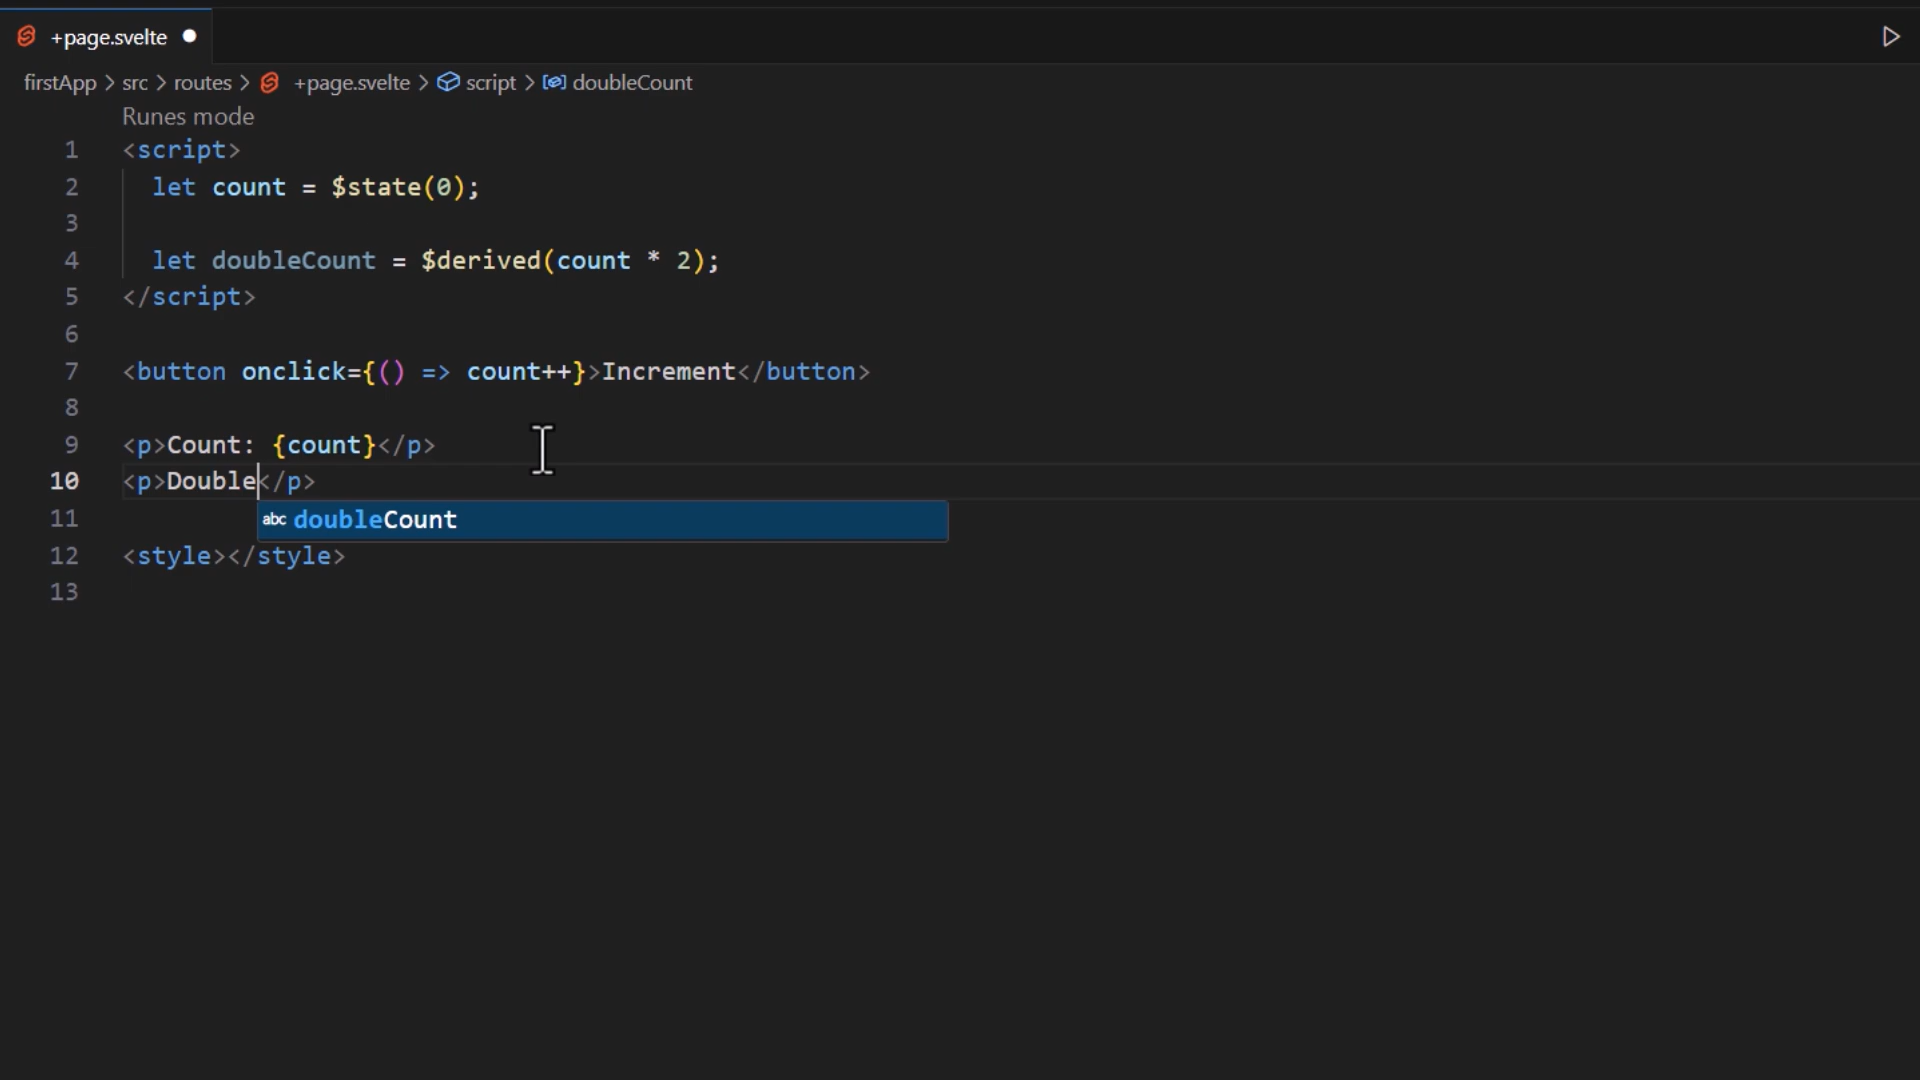 +page.svelte
firstApp > src > routes > +page.svelte > script > doubleCount
Runes mode
1 <script>
2 let count = $state(0);
3
4 let doubleCount = $derived(count * 2);
5 </script>
6
7 <button onclick={() => count++}>Increment</button>
8
9 <p>Count: {count}</p>
10 <p>Double</p>
abc doubleCount
11
12 <style></style>
13